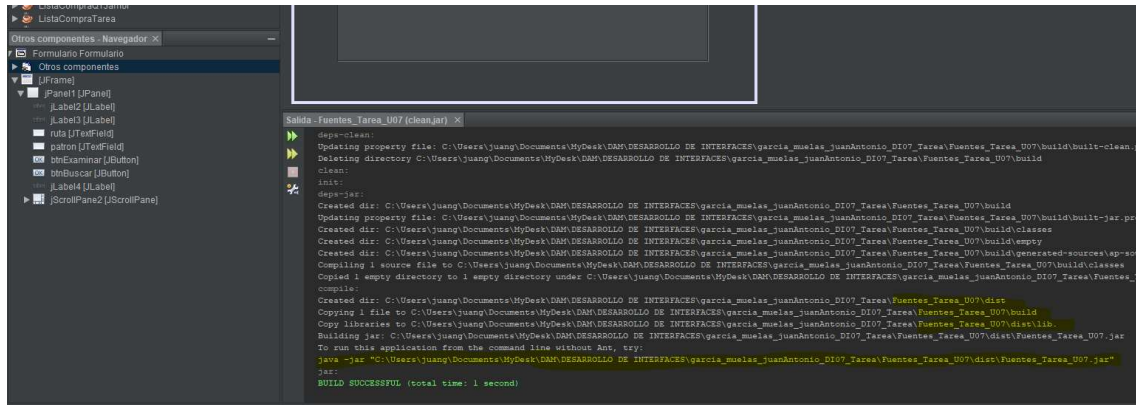 ListaCompraTarea
Otros componentes - Navegador
Formulario Formulario
Otros componentes
[JFrame]
jPanel1 [JPanel]
jLabel2 [JLabel]
jLabel3 [JLabel]
ruta [JTextField]
patron [JTextField]
btnExaminar [JButton]
btnBuscar [JButton]
jLabel4 [JLabel]
jScrollPane2 [JScrollPane]
Salida - Fuentes_Tarea_U07 (clean,jar)
deps-clean:
Updating property file: C:\Users\juang\Documents\MyDesk\DAM\DESARROLLO DE INTERFACES\garcia_muelas_juanAntonio_DI07_Tarea\Fuentes_Tarea_U07\build\built-clean.
Deleting directory C:\Users\juang\Documents\MyDesk\DAM\DESARROLLO DE INTERFACES\garcia_muelas_juanAntonio_DI07_Tarea\Fuentes_Tarea_U07\build
clean:
init:
deps-jar:
Created dir: C:\Users\juang\Documents\MyDesk\DAM\DESARROLLO DE INTERFACES\garcia_muelas_juanAntonio_DI07_Tarea\Fuentes_Tarea_U07\build
Updating property file: C:\Users\juang\Documents\MyDesk\DAM\DESARROLLO DE INTERFACES\garcia_muelas_juanAntonio_DI07_Tarea\Fuentes_Tarea_U07\build\built-jar.pr
Created dir: C:\Users\juang\Documents\MyDesk\DAM\DESARROLLO DE INTERFACES\garcia_muelas_juanAntonio_DI07_Tarea\Fuentes_Tarea_U07\build\classes
Created dir: C:\Users\juang\Documents\MyDesk\DAM\DESARROLLO DE INTERFACES\garcia_muelas_juanAntonio_DI07_Tarea\Fuentes_Tarea_U07\build\empty
Created dir: C:\Users\juang\Documents\MyDesk\DAM\DESARROLLO DE INTERFACES\garcia_muelas_juanAntonio_DI07_Tarea\Fuentes_Tarea_U07\build\generated-sources\ap-so
Compiling 1 source file to C:\Users\juang\Documents\MyDesk\DAM\DESARROLLO DE INTERFACES\garcia_muelas_juanAntonio_DI07_Tarea\Fuentes_Tarea_U07\build\classes
Copied 1 empty directory to 1 empty directory under C:\Users\juang\Documents\MyDesk\DAM\DESARROLLO DE INTERFACES\garcia_muelas_juanAntonio_DI07_Tarea\Fuentes_
compile:
Created dir: C:\Users\juang\Documents\MyDesk\DAM\DESARROLLO DE INTERFACES\garcia_muelas_juanAntonio_DI07_Tarea\Fuentes_Tarea_U07\dist
Copying 1 file to C:\Users\juang\Documents\MyDesk\DAM\DESARROLLO DE INTERFACES\garcia_muelas_juanAntonio_DI07_Tarea\Fuentes_Tarea_U07\build
Copy libraries to C:\Users\juang\Documents\MyDesk\DAM\DESARROLLO DE INTERFACES\garcia_muelas_juanAntonio_DI07_Tarea\Fuentes_Tarea_U07\dist\lib.
Building jar: C:\Users\juang\Documents\MyDesk\DAM\DESARROLLO DE INTERFACES\garcia_muelas_juanAntonio_DI07_Tarea\Fuentes_Tarea_U07\dist\Fuentes_Tarea_U07.jar
To run this application from the command line without Ant, try:
java -jar "C:\Users\juang\Documents\MyDesk\DAM\DESARROLLO DE INTERFACES\garcia_muelas_juanAntonio_DI07_Tarea\Fuentes_Tarea_U07\dist\Fuentes_Tarea_U07.jar"
jar:
BUILD SUCCESSFUL (total time: 1 second)